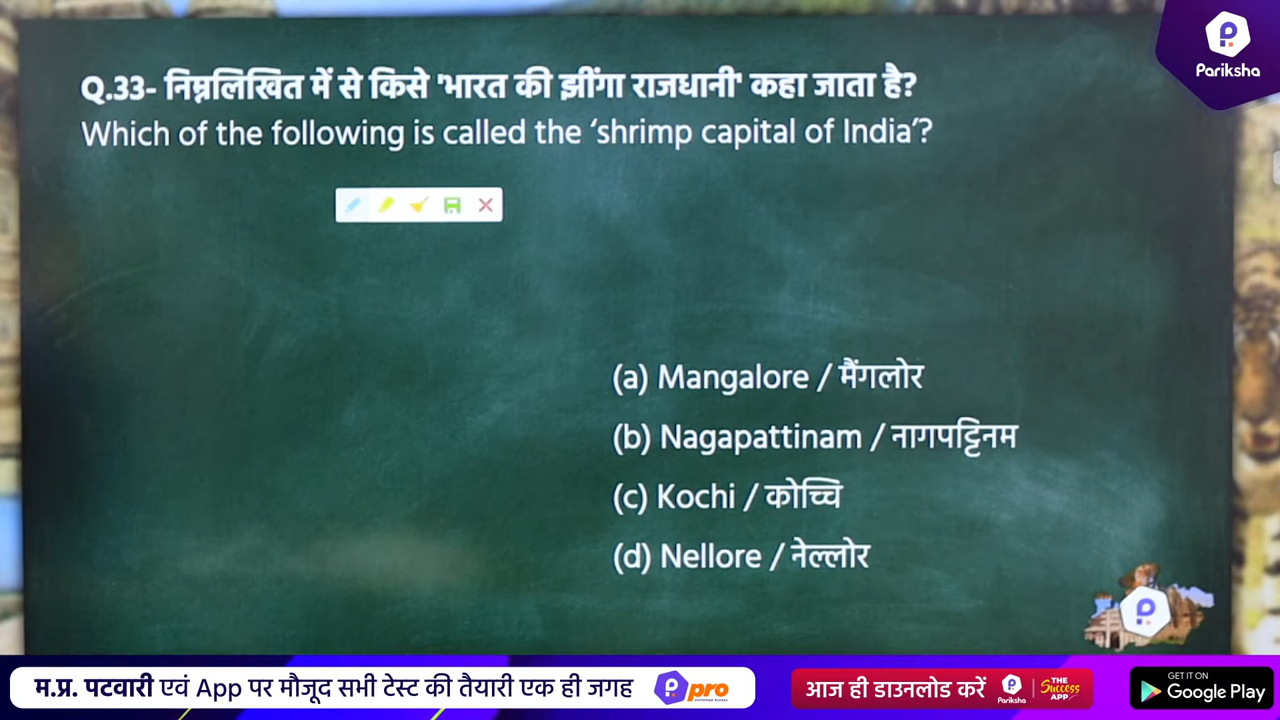 Pariksha
Q.33- निम्नलिखित में से किसे 'भारत की झींगा राजधानी' कहा जाता है?
Which of the following is called the ‘shrimp capital of India’?
(a) Mangalore / मैंगलोर
(b) Nagapattinam / नागपट्टिनम
(c) Kochi / कोच्चि
(d) Nellore / नेल्लोर
म.प्र. पटवारी एवं App पर मौजूद सभी टेस्ट की तैयारी एक ही जगह
pro
आज ही डाउनलोड करें
Pariksha
THE
Success
APP
GET IT ON
Google Play